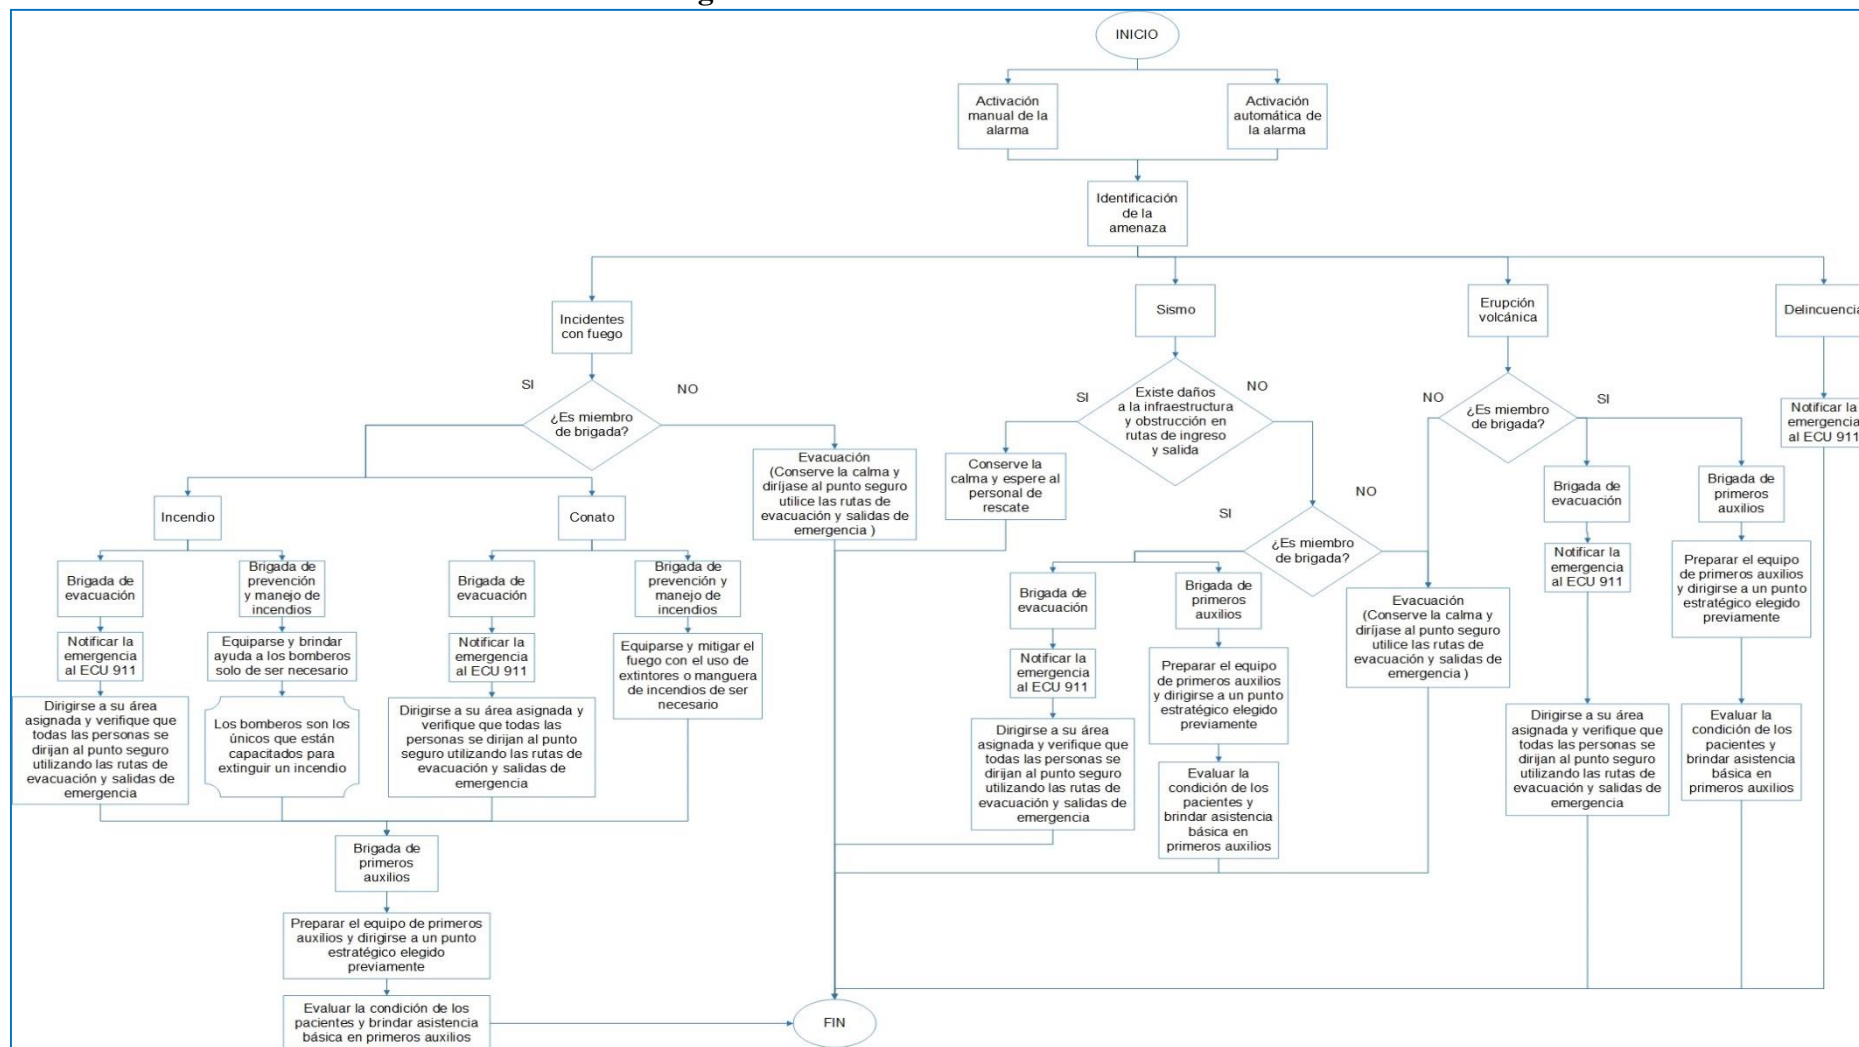 INICIO
Activación
manual de la
alarma
Activación
automática de
la alarma
Identificación
de la
amenaza
Incidentes
con fuego
Sismo
Erupción
volcánica
Delincuencia
SI
NO
¿Es miembro
de brigada?
SI
NO
Existe daños
a la infraestructura
y obstrucción en
rutas de ingreso
y salida
NO
SI
¿Es miembro
de brigada?
Notificar la
emergencia
al ECU 911
Evacuación
(Conserve la calma y
diríjase al punto seguro
utilice las rutas de
evacuación y salidas de
emergencia )
Conserve la
calma y espere al
personal de
rescate
Brigada de
evacuación
Brigada de
primeros
auxilios
Incendio
Conato
NO
SI
¿Es miembro
de brigada?
Notificar la
emergencia
al ECU 911
Preparar el equipo
de primeros auxilios
y dirigirse a un punto
estratégico elegido
previamente
Brigada de
evacuación
Brigada de
prevención
y manejo de
incendios
Brigada de
evacuación
Brigada de
prevención y
manejo de
incendios
Brigada de
evacuación
Brigada de
primeros
auxilios
Evacuación
(Conserve la calma y
diríjase al punto seguro
utilice las rutas de
evacuación y salidas de
emergencia )
Notificar la
emergencia
al ECU 911
Equiparse y brindar
ayuda a los bomberos
solo de ser necesario
Notificar la
emergencia
al ECU 911
Equiparse y mitigar el
fuego con el uso de
extintores o manguera
de incendios de ser
necesario
Notificar la
emergencia
al ECU 911
Preparar el equipo
de primeros auxilios
y dirigirse a un punto
estratégico elegido
previamente
Dirigirse a su área
asignada y verifique que
todas las personas se
dirijan al punto seguro
utilizando las rutas de
evacuación y salidas de
emergencia
Los bomberos son los
únicos que están
capacitados para
extinguir un incendio
Dirigirse a su área asignada y
verifique que todas las
personas se dirijan al punto
seguro utilizando las rutas de
evacuación y salidas de
emergencia
Dirigirse a su área
asignada y verifique que
todas las personas se
dirijan al punto seguro
utilizando las rutas de
evacuación y salidas de
emergencia
Evaluar la
condición de los
pacientes y
brindar asistencia
básica en
primeros auxilios
Dirigirse a su área
asignada y verifique que
todas las personas se
dirijan al punto seguro
utilizando las rutas de
evacuación y salidas de
emergencia
Evaluar la
condición de los
pacientes y
brindar asistencia
básica en
primeros auxilios
Brigada de
primeros
auxilios
Preparar el equipo de primeros
auxilios y dirigirse a un punto
estratégico elegido
previamente
Evaluar la condición de los
pacientes y brindar asistencia
básica en primeros auxilios
FIN